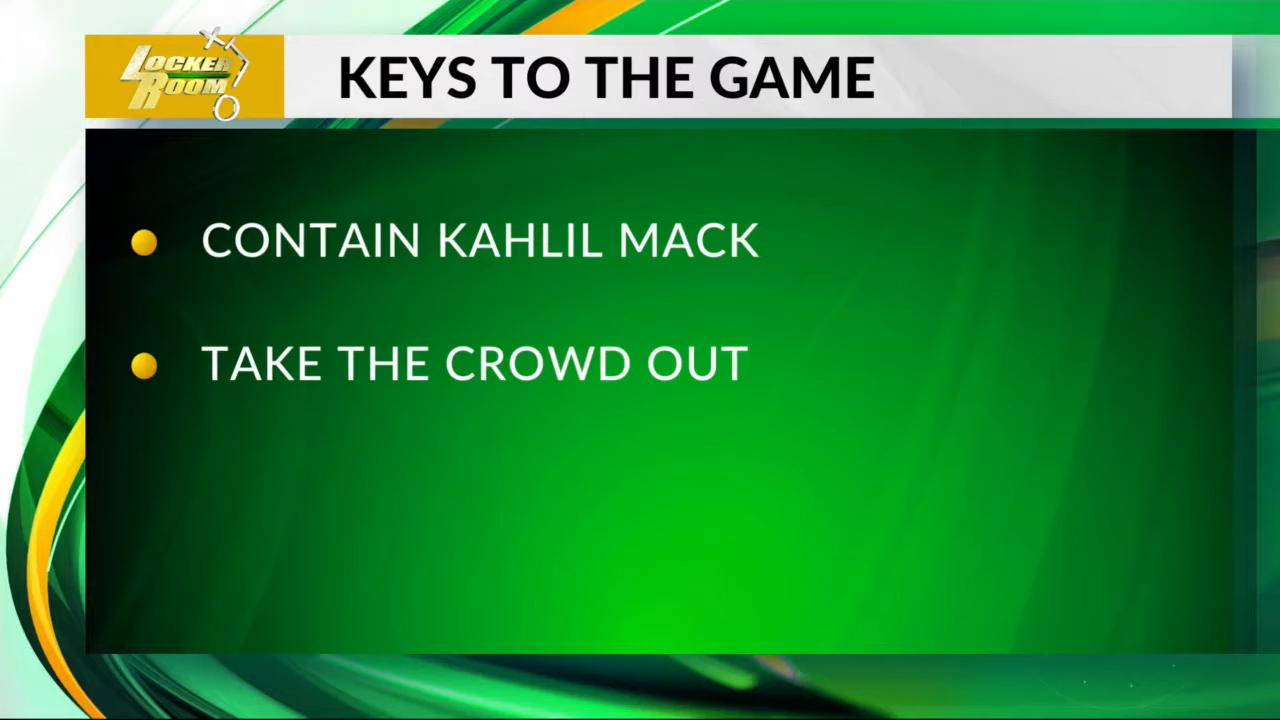 LOCKER
ROOM
KEYS TO THE GAME
CONTAIN KAHLIL MACK
TAKE THE CROWD OUT